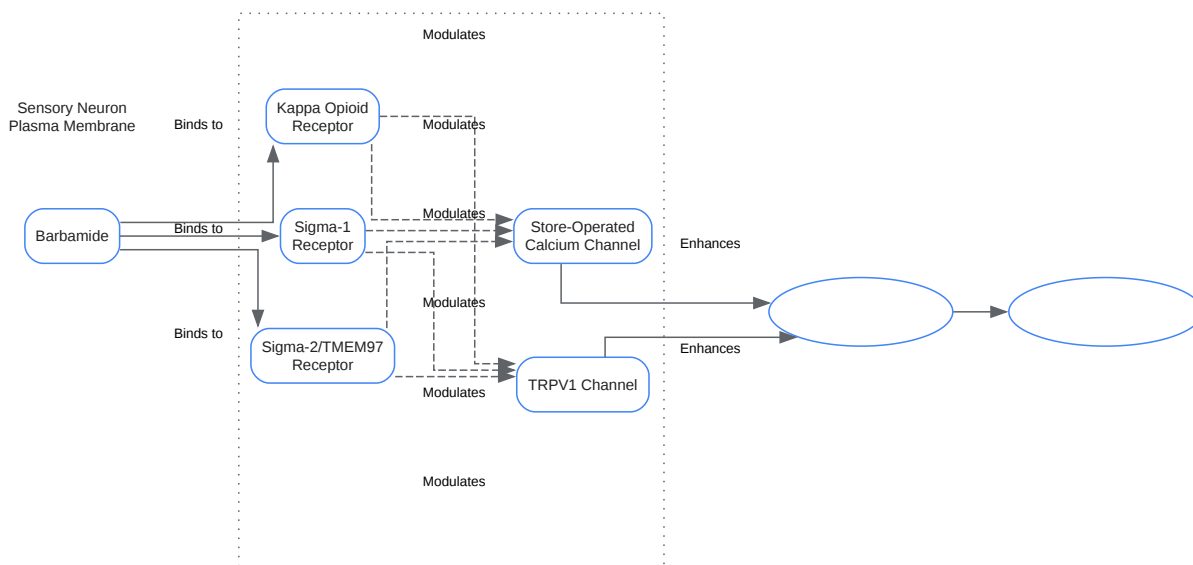 Modulates
Sensory Neuron
Plasma Membrane
Binds to
Kappa Opioid
Receptor
Modulates
Barbamide
Binds to
Sigma-1
Receptor
Modulates
Store-Operated
Calcium Channel
Enhances
Modulates
Binds to
Sigma-2/TMEM97
Receptor
Enhances
Modulates
TRPV1 Channel
Modulates